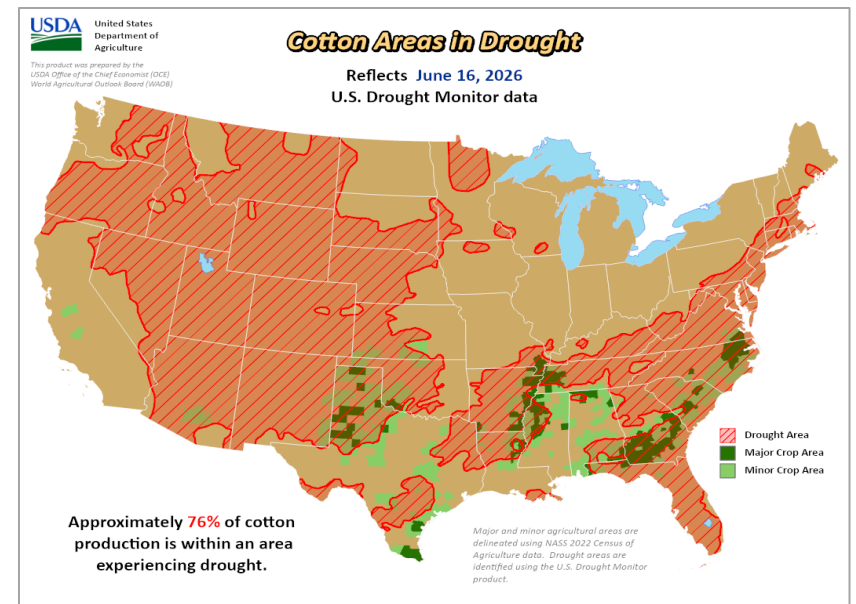 USDA
United States
Department of
Agriculture
This product was prepared by the
USDA Office of the Chief Economist (OCE)
World Agricultural Outlook Board (WAOB)
Cotton Areas in Drought
Reflects June 16, 2026
U.S. Drought Monitor data
Drought Area
Major Crop Area
Minor Crop Area
Approximately 76% of cotton
production is within an area
experiencing drought.
Major and minor agricultural areas are
delineated using NASS 2022 Census of
Agriculture data. Drought areas are
identified using the U.S. Drought Monitor
product.